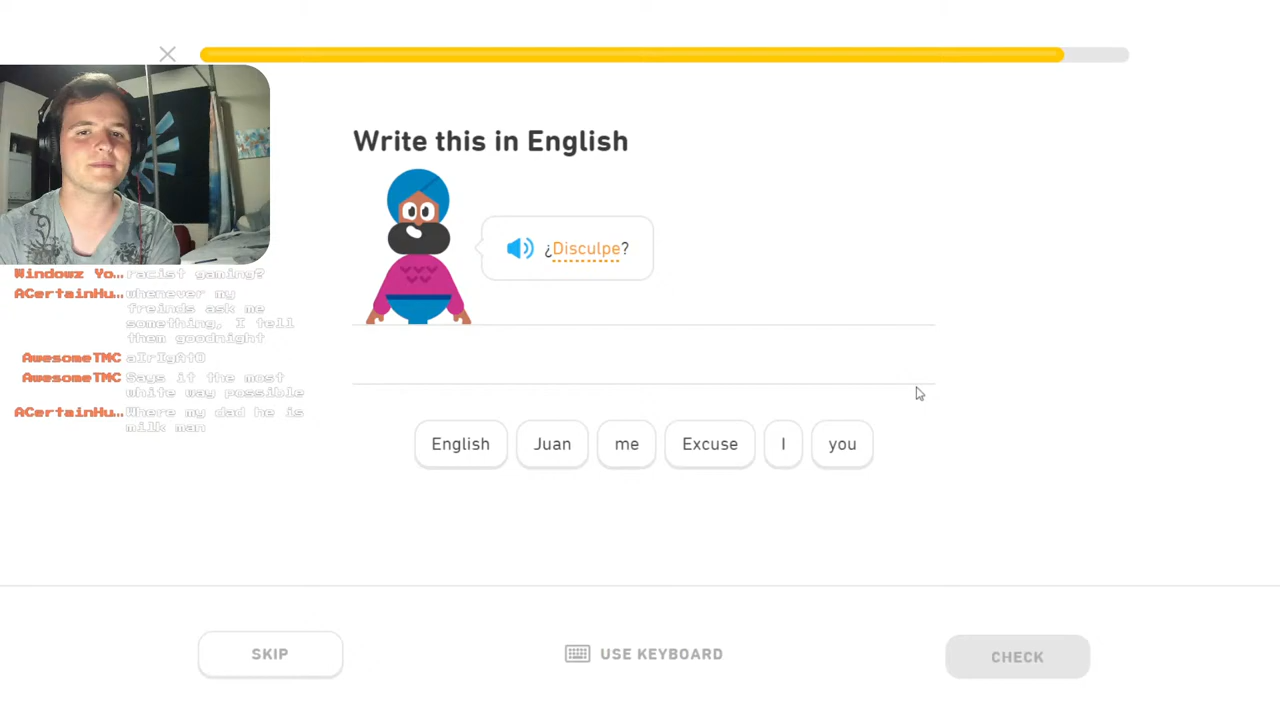 Write this in English
¿Disculpe?
Windowz Yo... racist gaming?
ACertainHu... whenever my
freinds ask me
something, I tell
them goodnight
AwesomeTMC aIrIgAtO
AwesomeTMC Says it the most
white way possible
ACertainHu... Where my dad he is
milk man
English Juan me Excuse I you
SKIP USE KEYBOARD CHECK